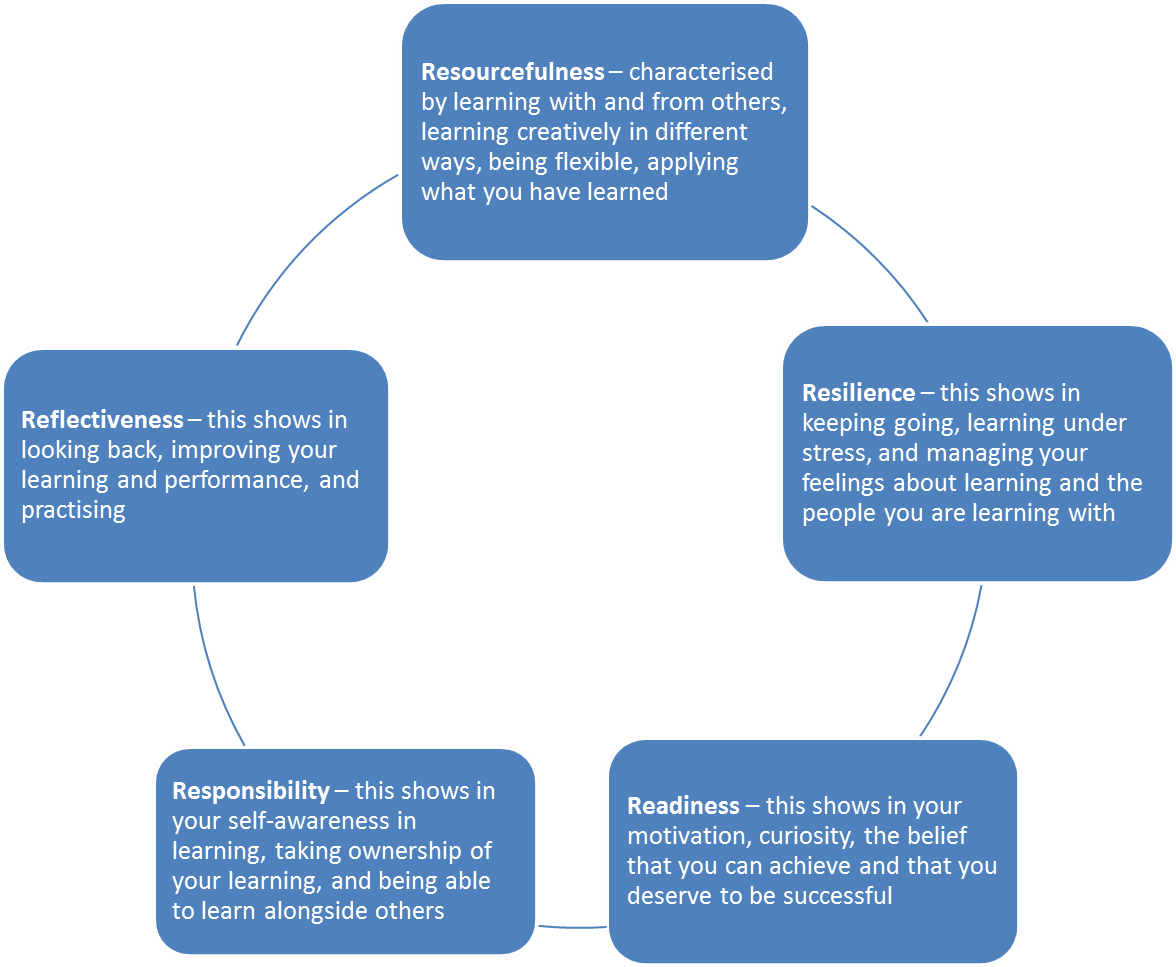 Resourcefulness – characterised
by learning with and from others,
learning creatively in different
ways, being flexible, applying
what you have learned
Resilience – this shows in
keeping going, learning under
stress, and managing your
feelings about learning and the
people you are learning with
Readiness – this shows in your
motivation, curiosity, the belief
that you can achieve and that you
deserve to be successful
Responsibility – this shows in
your self-awareness in
learning, taking ownership of
your learning, and being able
to learn alongside others
Reflectiveness – this shows in
looking back, improving your
learning and performance, and
practising